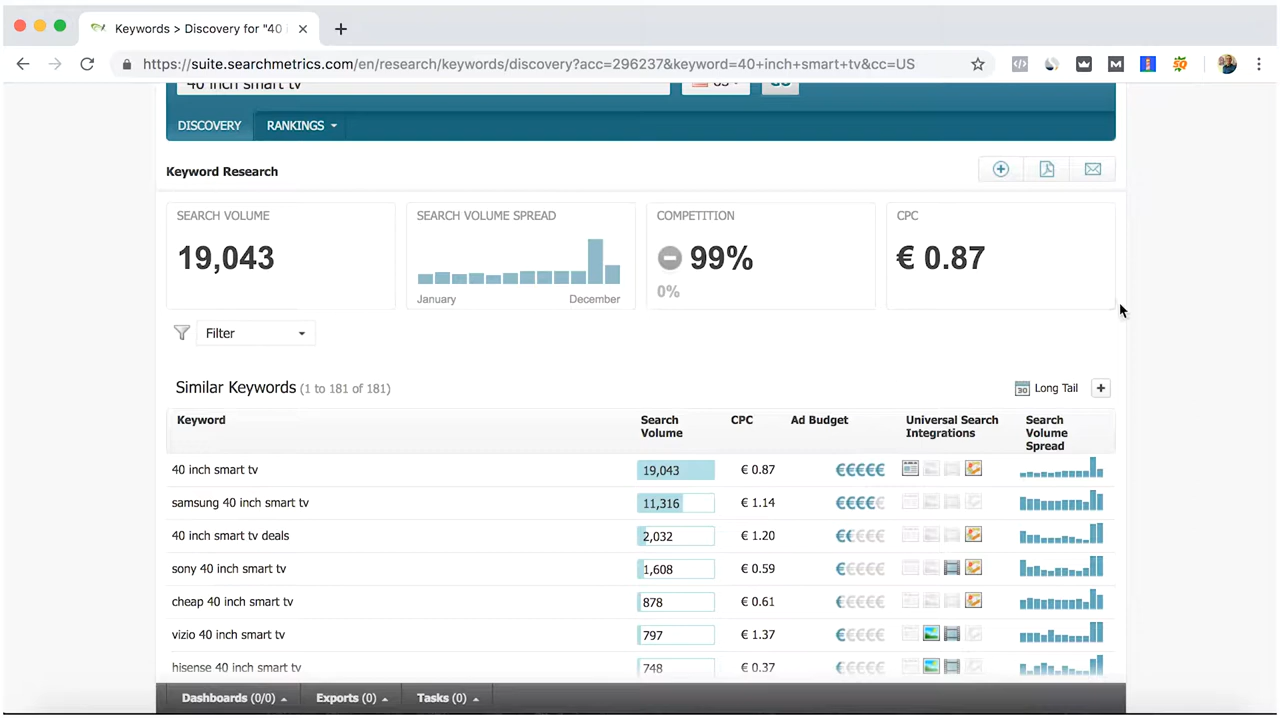 Keywords > Discovery for "40
https://suite.searchmetrics.com/en/research/keywords/discovery?acc=296237&keyword=40+inch+smart+tv&cc=US
40 inch smart tv US GO
DISCOVERY RANKINGS
Keyword Research
SEARCH VOLUME SEARCH VOLUME SPREAD COMPETITION CPC
19,043 99% € 0.87
0%
January December
Filter
Similar Keywords (1 to 181 of 181) 30 Long Tail +
Keyword Search Volume CPC Ad Budget Universal Search Integrations Search Volume Spread
40 inch smart tv 19,043 € 0.87 €€€€€
samsung 40 inch smart tv 11,316 € 1.14 €€€€€
40 inch smart tv deals 2,032 € 1.20 €€€€€
sony 40 inch smart tv 1,608 € 0.59 €€€€€
cheap 40 inch smart tv 878 € 0.61 €€€€€
vizio 40 inch smart tv 797 € 1.37 €€€€€
hisense 40 inch smart tv 748 € 0.37 €€€€€
Dashboards (0/0) Exports (0) Tasks (0)